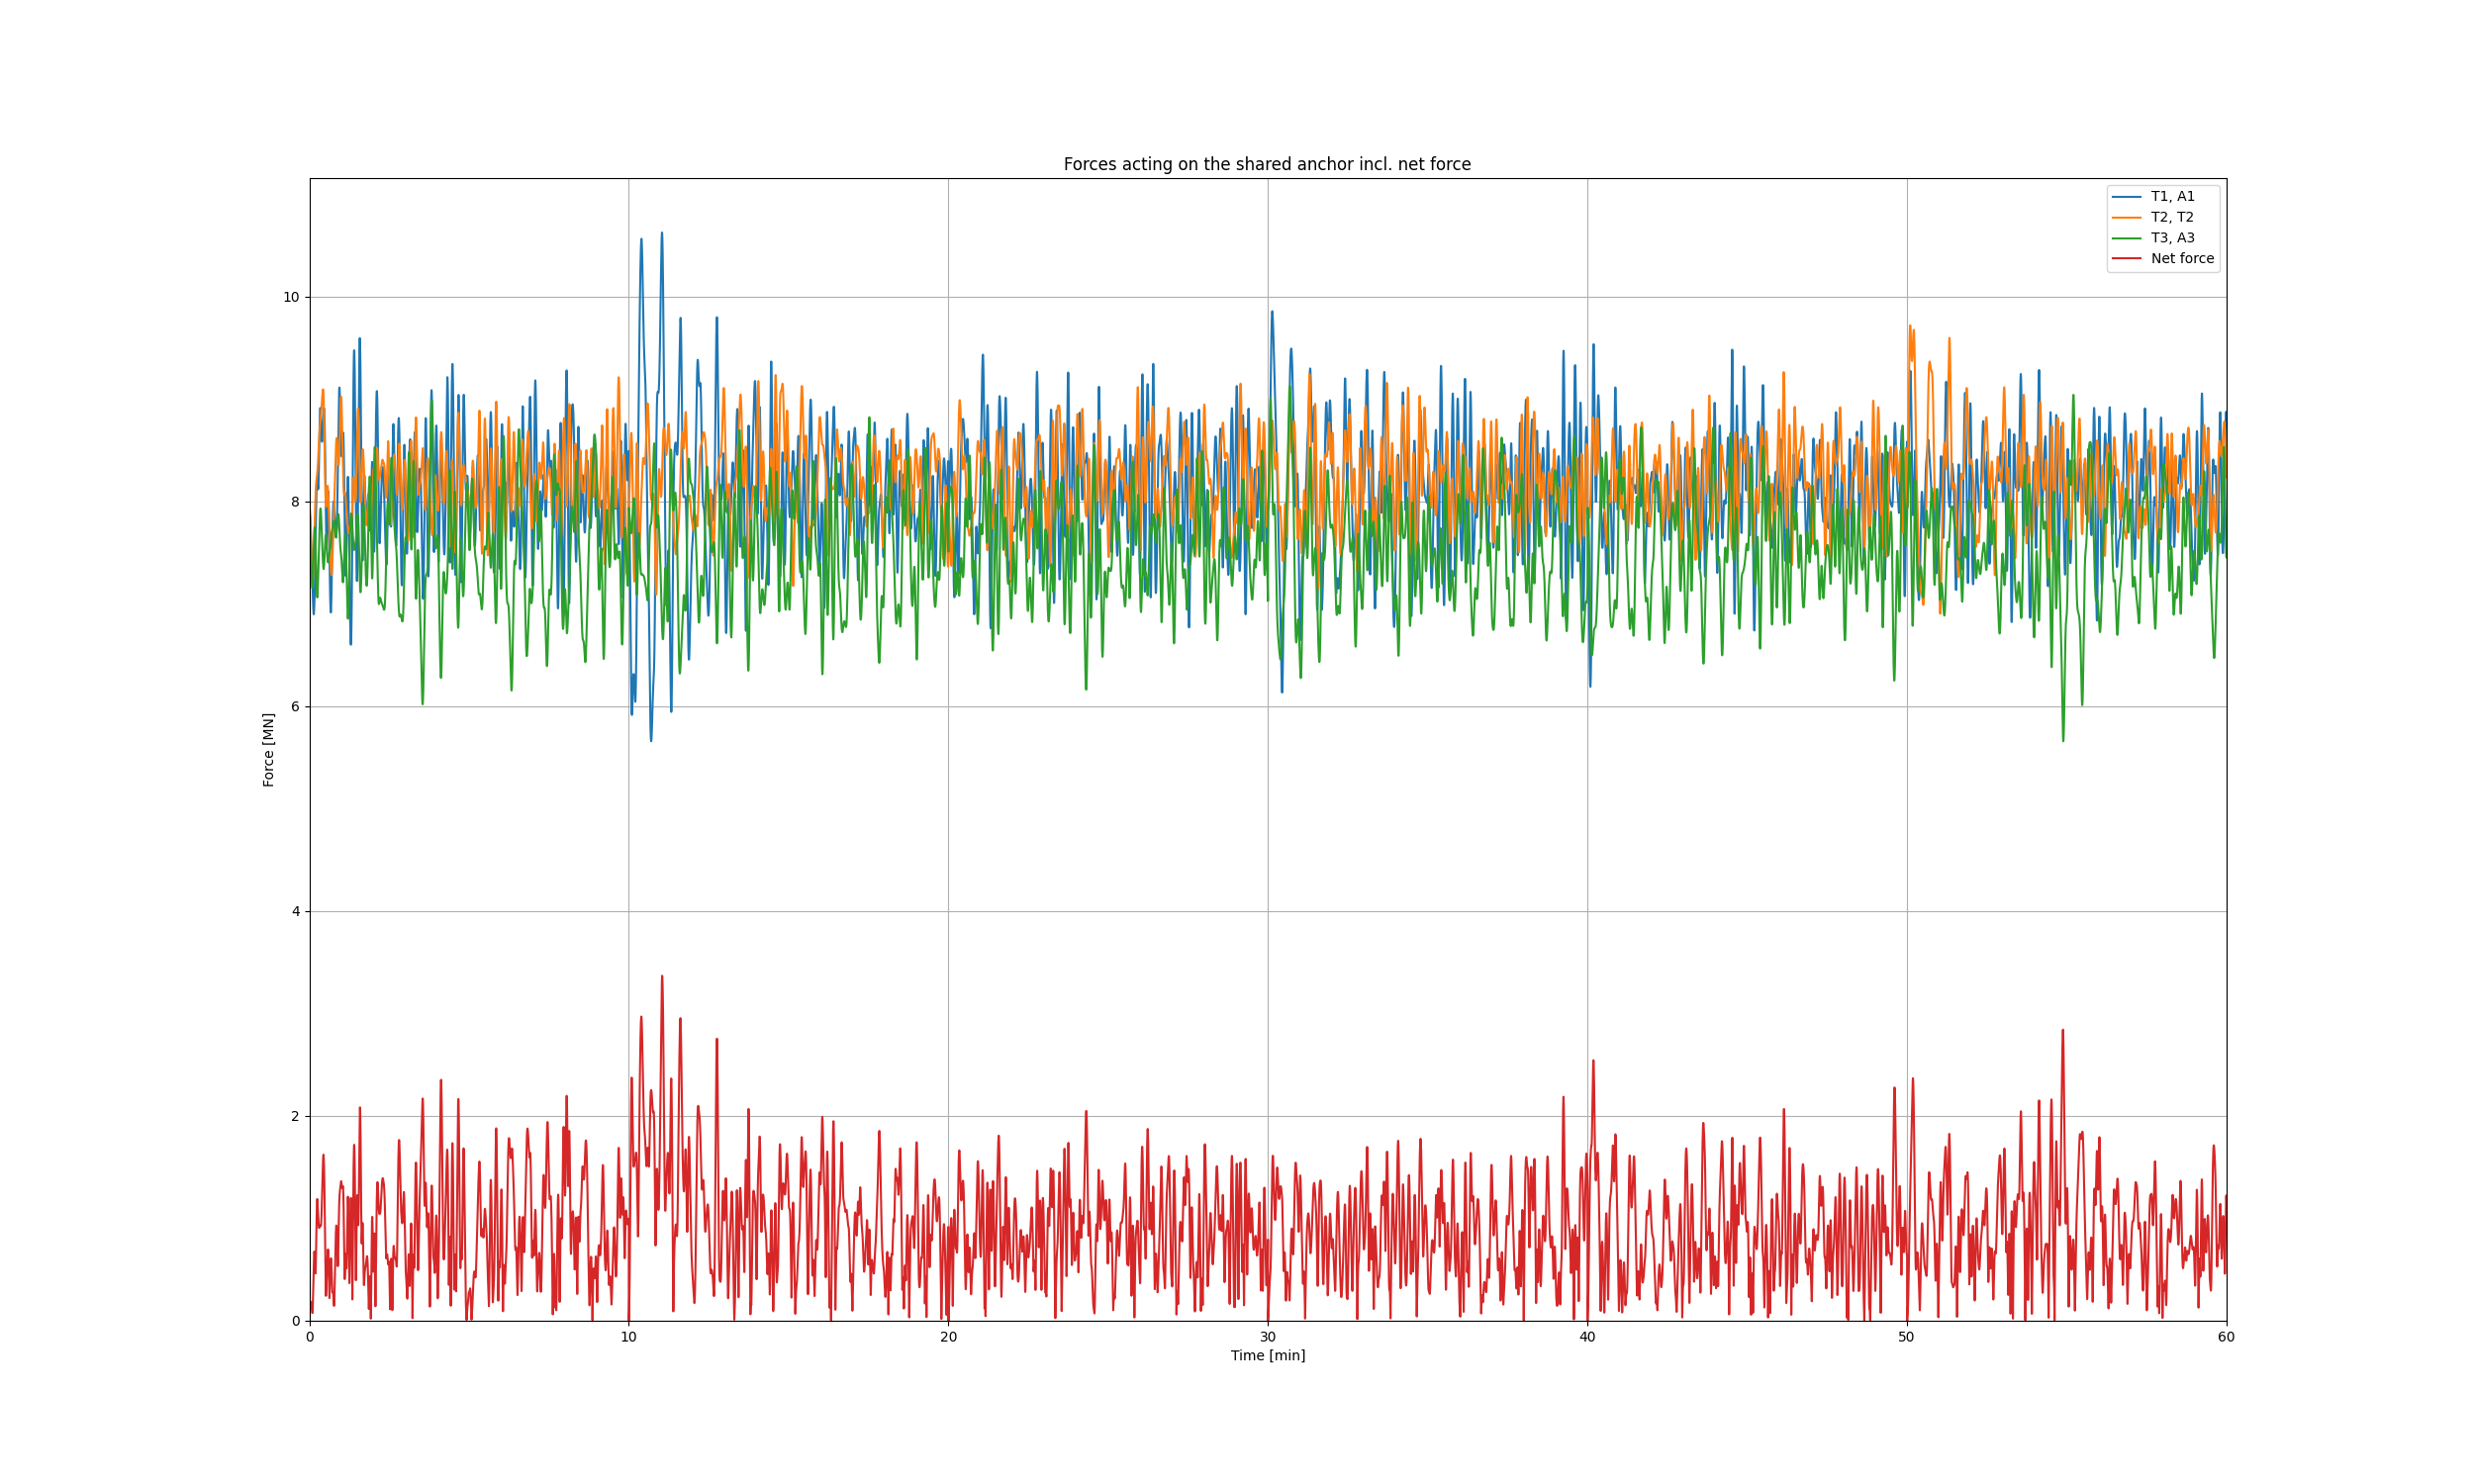 Forces acting on the shared anchor incl. net force
T1, A1
T2, T2
T3, A3
Net force
10
8
6
4
2
0
Force [MN]
0 10 20 30 40 50 60
Time [min]